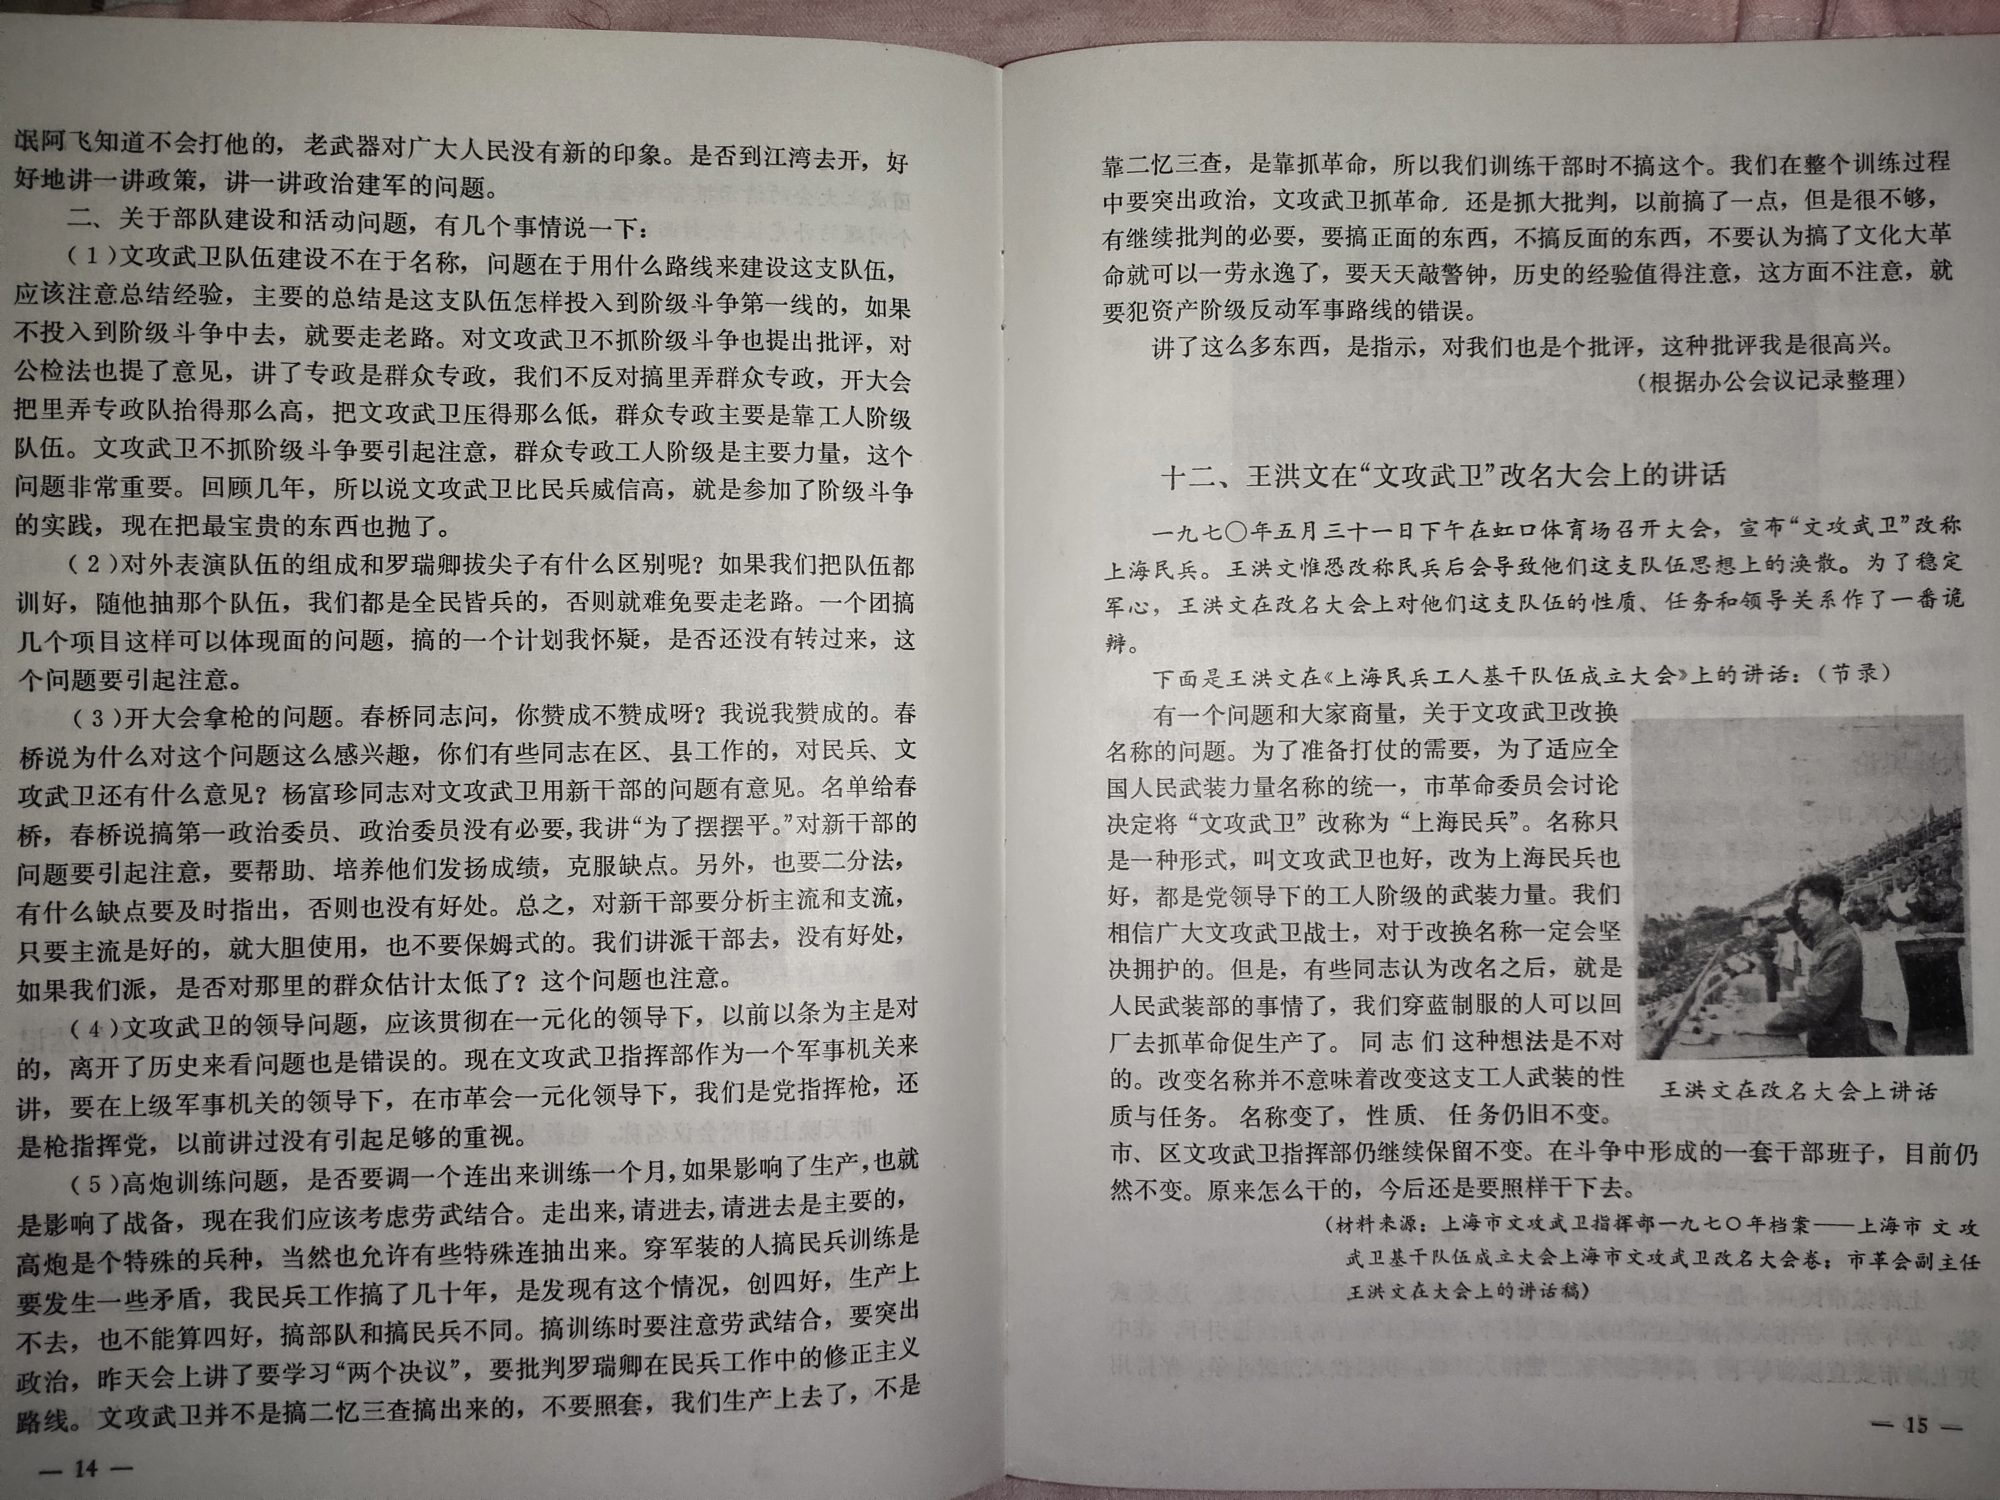 氓阿飞知道不会打他的，老武器对广大人民没有新的印象。是否到江湾去开，好
好地讲一讲政策，讲一讲政治建军的问题。
二、关于部队建设和活动问题，有几个事情说一下：
（1）文攻武卫队伍建设不在于名称，问题在于用什么路线来建设这支队伍，
应该注意总结经验，主要的总结是这支队伍怎样投入到阶级斗争第一线的，如果
不投入到阶级斗争中去，就要走老路。对文攻武卫不抓阶级斗争也提出批评，对
公检法也提了意见，讲了专政是群众专政，我们不反对搞里弄群众专政，开大会
把里弄专政队抬得那么高，把文攻武卫压得那么低，群众专政主要是靠工人阶级
队伍。文攻武卫不抓阶级斗争要引起注意，群众专政工人阶级是主要力量，这个
问题非常重要。回顾几年，所以说文攻武卫比民兵威信高，就是参加了阶级斗争
的实践，现在把最宝贵的东西也抛了。
（2）对外表演队伍的组成和罗瑞卿拔尖子有什么区别呢？如果我们把队伍都
训好，随他抽那个队伍，我们都是全民皆兵的，否则就难免要走老路。一个团搞
几个项目这样可以体现面的问题，搞的一个计划我怀疑，是否还没有转过来，这
个问题要引起注意。
（3）开大会拿枪的问题。春桥同志问，你赞成不赞成呀？我说我赞成的。春
桥说为什么对这个问题这么感兴趣，你们有些同志在区、县工作的，对民兵、文
攻武卫还有什么意见？杨富珍同志对文攻武卫用新干部的问题有意见。名单给春
桥，春桥说搞第一政治委员、政治委员没有必要，我讲“为了摆摆平。”对新干部的
问题要引起注意，要帮助、培养他们发扬成绩，克服缺点。另外，也要二分法，
有什么缺点要及时指出，否则也没有好处。总之，对新干部要分析主流和支流，
只要主流是好的，就大胆使用，也不要保姆式的。我们讲派干部去，没有好处，
如果我们派，是否对那里的群众估计太低了？这个问题也注意。
（4）文攻武卫的领导问题，应该贯彻在一元化的领导下，以前以条为主是对
的，离开了历史来看问题也是错误的。现在文攻武卫指挥部作为一个军事机关来
讲，要在上级军事机关的领导下，在市革会一元化领导下，我们是党指挥枪，还
是枪指挥党，以前讲过没有引起足够的重视。
（5）高炮训练问题，是否要调一个连出来训练一个月，如果影响了生产，也就
是影响了战备，现在我们应该考虑劳武结合。走出来，请进去，请进去是主要的，
高炮是个特殊的兵种，当然也允许有些特殊连抽出来。穿军装的人搞民兵训练是
要发生一些矛盾，我民兵工作搞了几十年，是发现有这个情况，创四好，生产上
不去，也不能算四好，搞部队和搞民兵不同。搞训练时要注意劳武结合，要突出
政治，昨天会上讲了要学习“两个决议”，要批判罗瑞卿在民兵工作中的修正主义
路线。文攻武卫并不是搞二忆三查搞出来的，不要照套，我们生产上去了，不是
— 14 —
靠二忆三查，是靠抓革命，所以我们训练干部时不搞这个。我们在整个训练过程
中要突出政治，文攻武卫抓革命，还是抓大批判，以前搞了一点，但是很不够，
有继续批判的必要，要搞正面的东西，不搞反面的东西，不要认为搞了文化大革
命就可以一劳永逸了，要天天敲警钟，历史的经验值得注意，这方面不注意，就
要犯资产阶级反动军事路线的错误。
讲了这么多东西，是指示，对我们也是个批评，这种批评我是很高兴。
（根据办公会议记录整理）
十二、王洪文在“文攻武卫”改名大会上的讲话
一九七〇年五月三十一日下午在虹口体育场召开大会，宣布“文攻武卫”改称
上海民兵。王洪文惟恐改称民兵后会导致他们这支队伍思想上的涣散。为了稳定
军心，王洪文在改名大会上对他们这支队伍的性质、任务和领导关系作了一番诡
辩。
下面是王洪文在《上海民兵工人基干队伍成立大会》上的讲话：（节录）
有一个问题和大家商量，关于文攻武卫改换
名称的问题。为了准备打仗的需要，为了适应全
国人民武装力量名称的统一，市革命委员会讨论
决定将“文攻武卫”改称为“上海民兵”。名称只
是一种形式，叫文攻武卫也好，改为上海民兵也
好，都是党领导下的工人阶级的武装力量。我们
相信广大文攻武卫战士，对于改换名称一定会坚
决拥护的。但是，有些同志认为改名之后，就是
人民武装部的事情了，我们穿蓝制服的人可以回
厂去抓革命促生产了。同志们这种想法是不对
的。改变名称并不意味着改变这支工人武装的性
质与任务。名称变了，性质、任务仍旧不变。
市、区文攻武卫指挥部仍继续保留不变。在斗争中形成的一套干部班子，目前仍
然不变。原来怎么干的，今后还是要照样干下去。
王洪文在改名大会上讲话
（材料来源：上海市文攻武卫指挥部一九七〇年档案——上海市文攻
武卫基干队伍成立大会上海市文攻武卫改名大会卷；市革会副主任
王洪文在大会上的讲话稿）
— 15 —